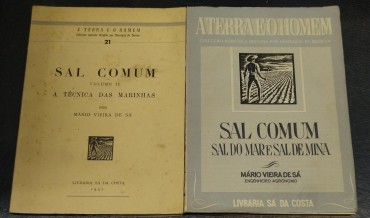 A TERRA E O HOMEM
21
SAL COMUM
VOLUME II
A TÉCNICA DAS MARINHAS
POR
MÁRIO VIEIRA DE SÁ
LIVRARIA SÁ DA COSTA
A TERRA E O HOMEM
SAL COMUM
SAL DO MAR E SAL DE MINA
MÁRIO VIEIRA DE SÁ
ENGENHEIRO AGRÓNOMO
LIVRARIA SÁ DA COSTA